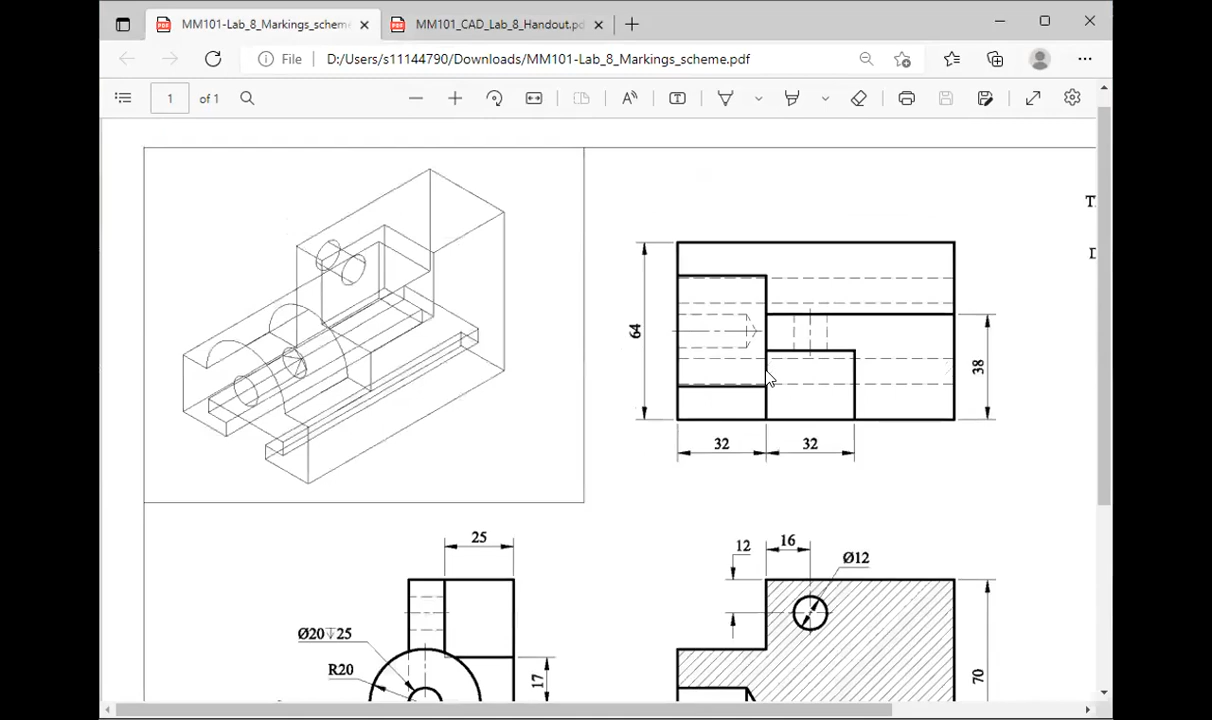 MM101-Lab_8_Markings_scheme
MM101_CAD_Lab_8_Handout.pd
File
D:/Users/s11144790/Downloads/MM101-Lab_8_Markings_scheme.pdf
1
of 1
64
38
32
32
25
Ø20↧25
R20
17
12
16
Ø12
70